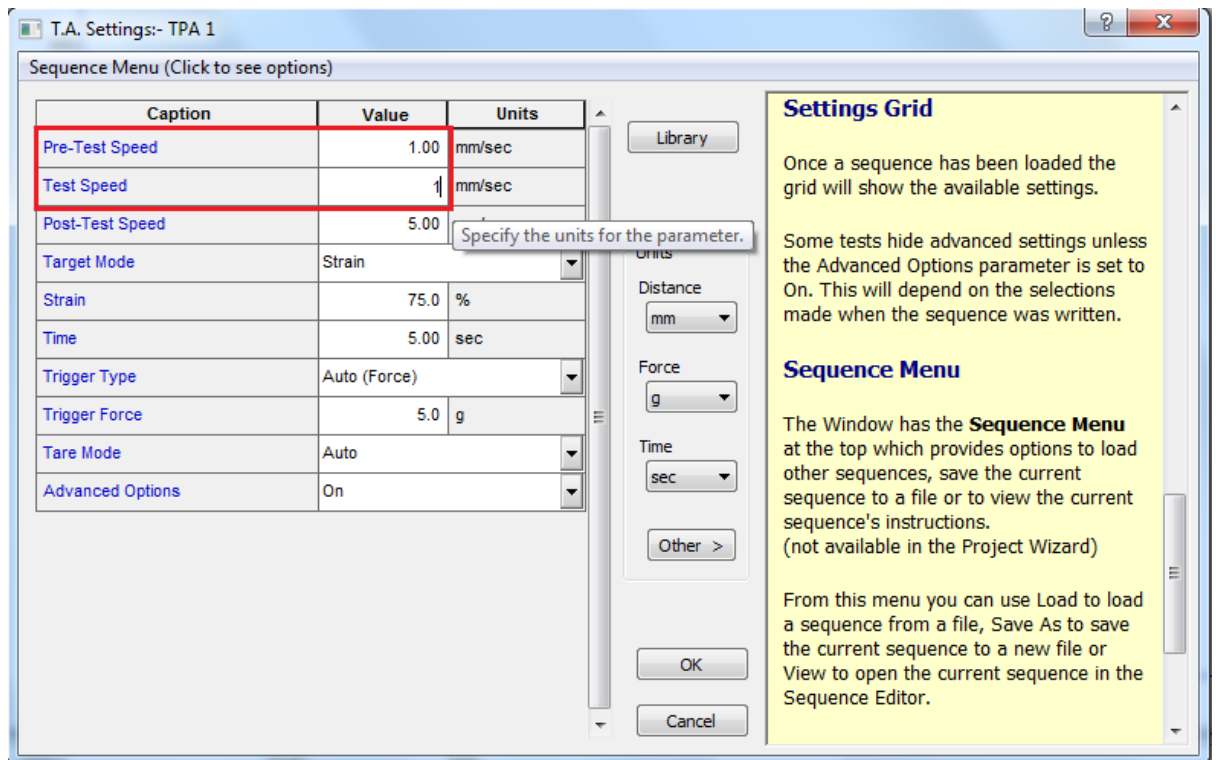 T.A. Settings:- TPA 1
? X
Sequence Menu (Click to see options)
Caption Value Units
Pre-Test Speed 1.00 mm/sec
Test Speed 1 mm/sec
Post-Test Speed 5.00
Specify the units for the parameter.
Target Mode Strain
Strain 75.0 %
Time 5.00 sec
Trigger Type Auto (Force)
Trigger Force 5.0 g
Tare Mode Auto
Advanced Options On
Library
Units
Distance
mm
Force
g
Time
sec
Other >
OK
Cancel
Settings Grid
Once a sequence has been loaded the
grid will show the available settings.
Some tests hide advanced settings unless
the Advanced Options parameter is set to
On. This will depend on the selections
made when the sequence was written.
Sequence Menu
The Window has the Sequence Menu
at the top which provides options to load
other sequences, save the current
sequence to a file or to view the current
sequence's instructions.
(not available in the Project Wizard)
From this menu you can use Load to load
a sequence from a file, Save As to save
the current sequence to a new file or
View to open the current sequence in the
Sequence Editor.